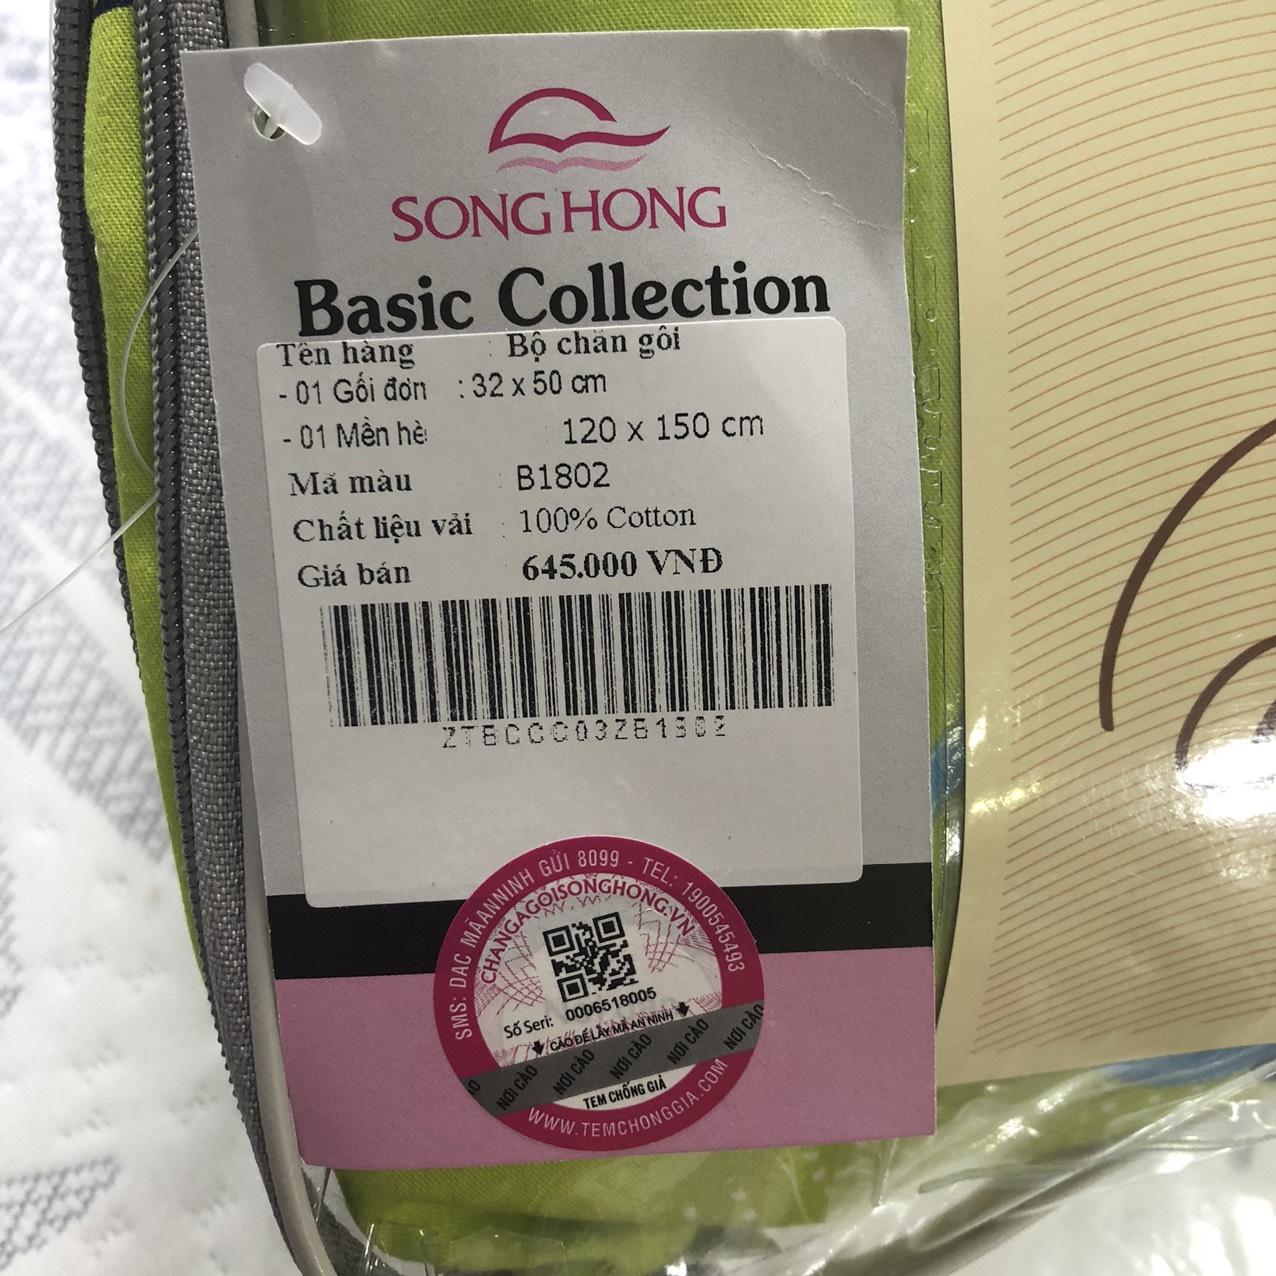 SONG HONG
Basic Collection
Tên hàng : Bộ chăn gối
- 01 Gối đơn : 32 x 50 cm
- 01 Mền hè 120 x 150 cm
Mã màu : B1802
Chất liệu vải : 100% Cotton
Giá bán 645.000 VNĐ
ZTBCCC03ZB1802
SMS: DAC MÃANNINH GỬI 8099 - TEL: 1900545493
CHANGAGOISONGHONG.VN
Số Seri: 0006518005
CÀO ĐỂ LẤY MÃ AN NINH
NƠI CÀO NƠI CÀO NƠI CÀO NƠI CÀO NƠI CÀO
TEM CHỐNG GIẢ
WWW.TEMCHONGGIA.COM